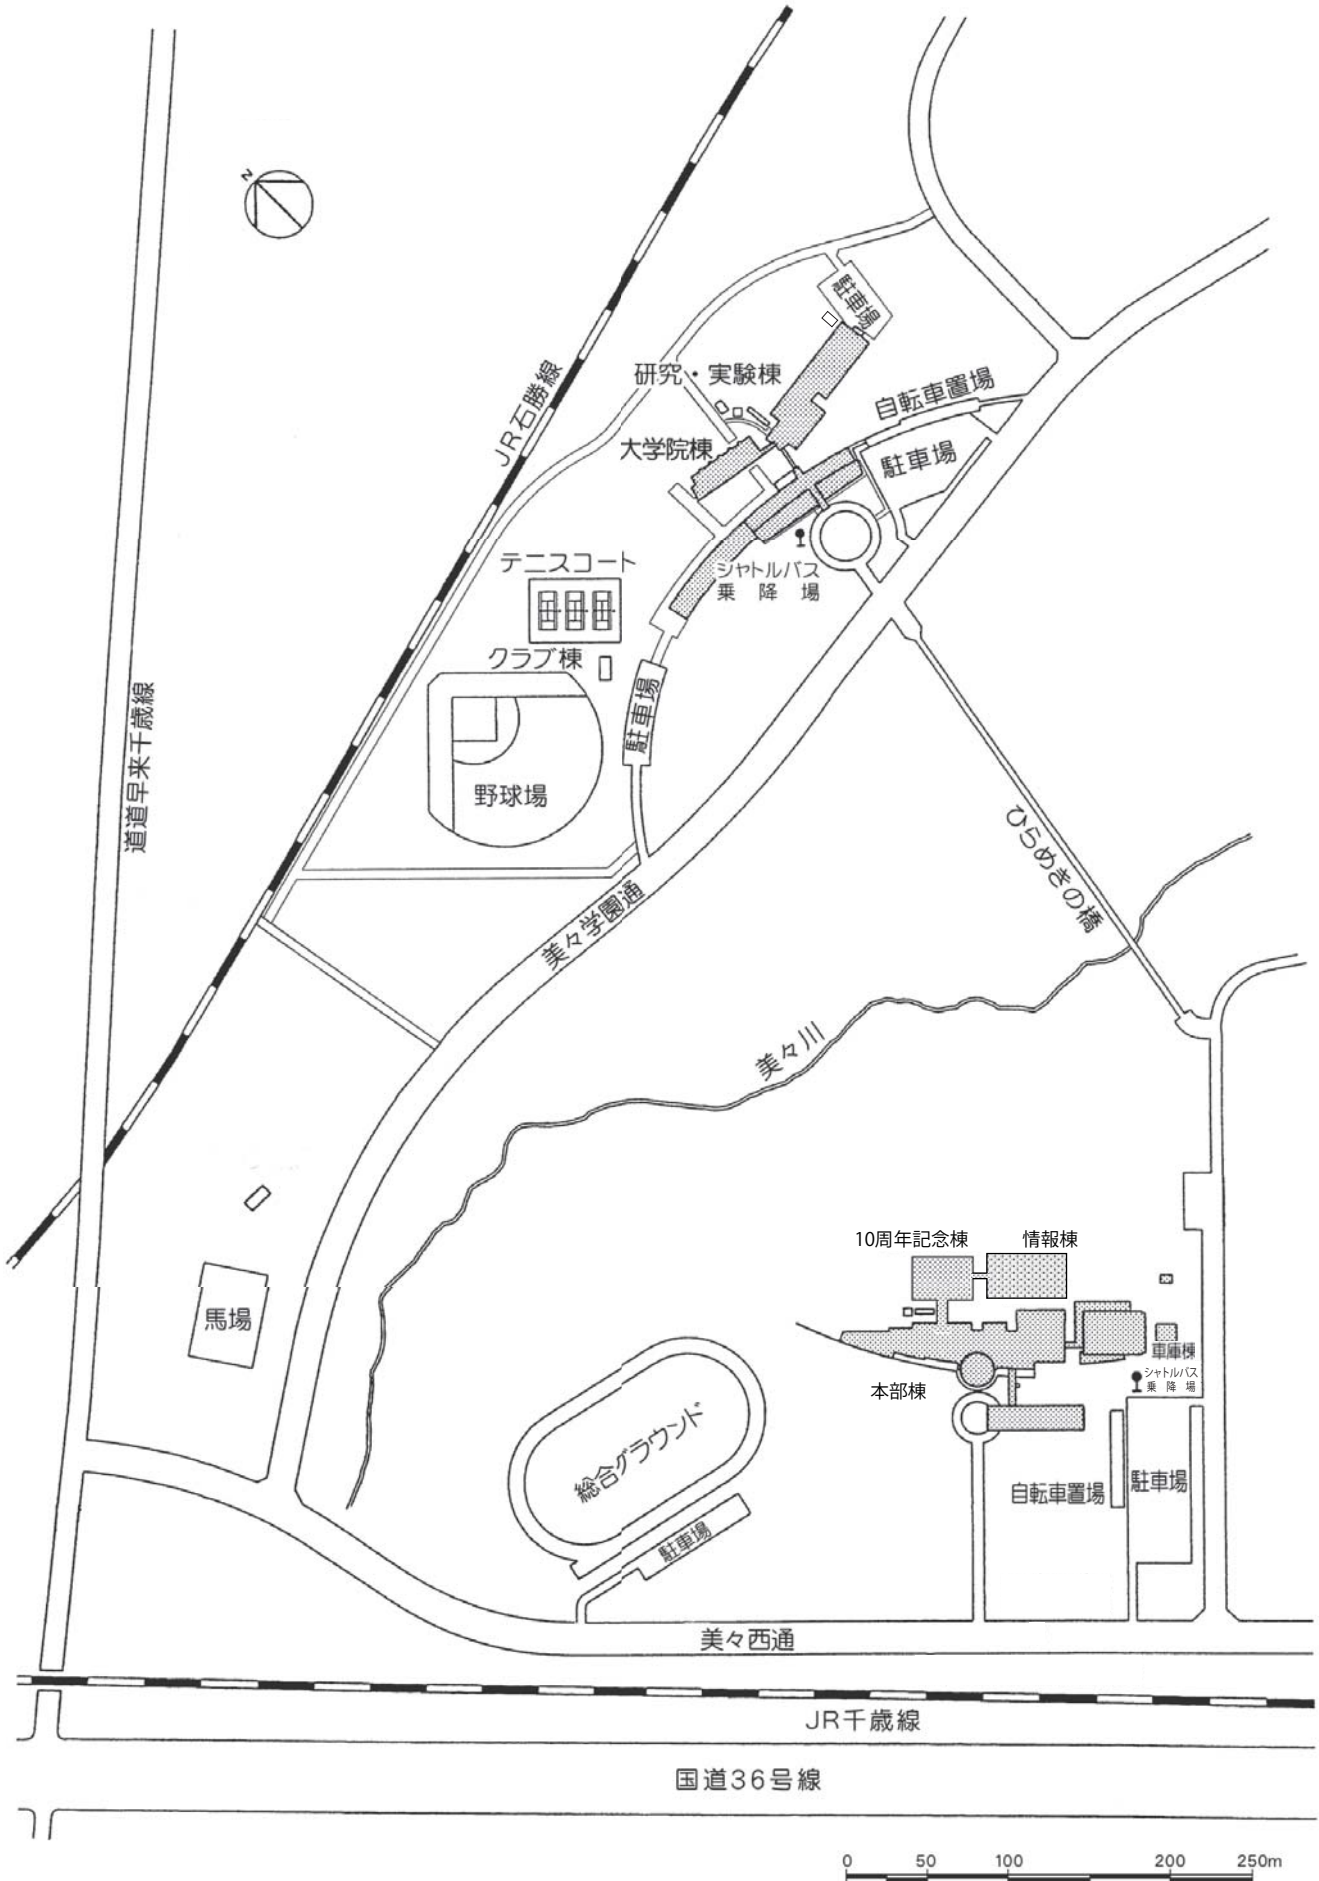 N
駐車場
研究・実験棟
JR石勝線
自転車置場
大学院棟
駐車場
テニスコート
シャトルバス
乗降場
クラブ棟
駐車場
道道早来千歳線
野球場
ひらめきの橋
美々学園通
美々川
10周年記念棟
情報棟
馬場
車庫棟
シャトルバス
乗降場
本部棟
総合グラウンド
自転車置場
駐車場
駐車場
美々西通
JR千歳線
国道36号線
0 50 100 200 250m